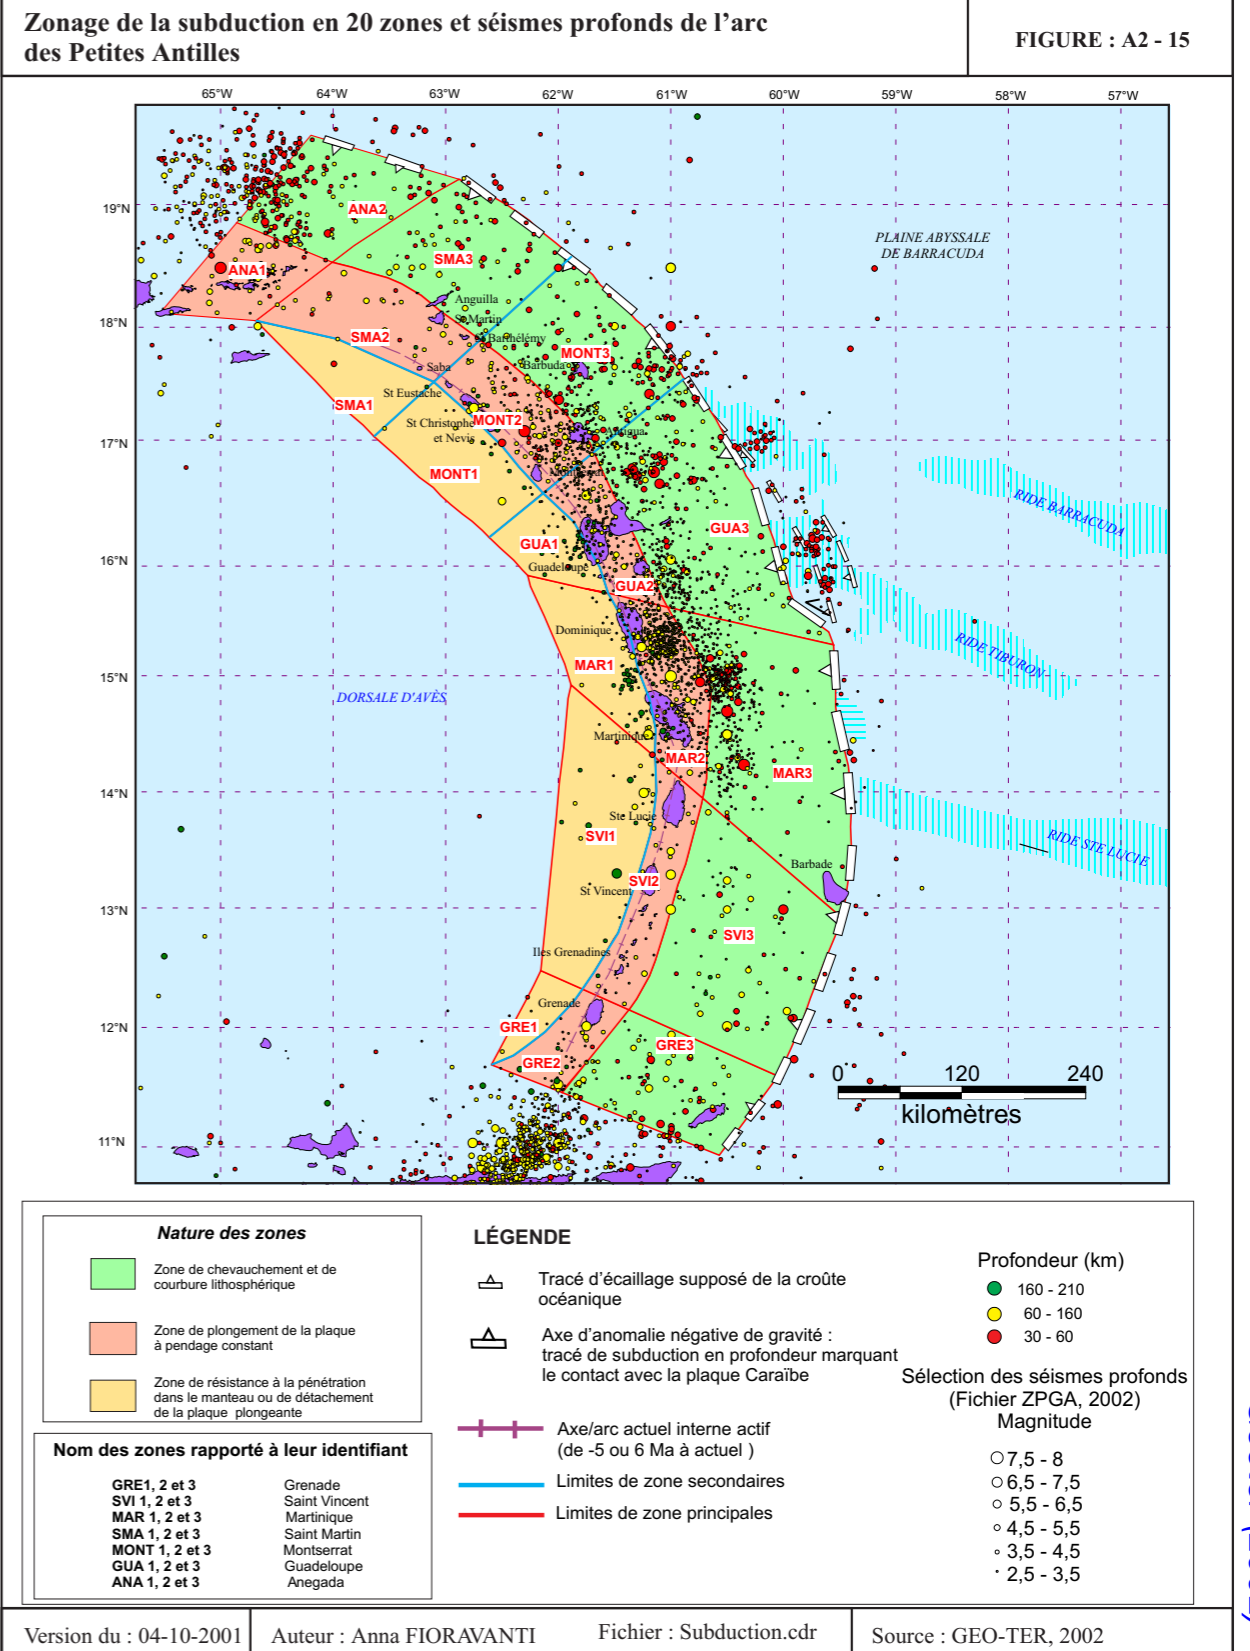 Zonage de la subduction en 20 zones et séismes profonds de l'arc
des Petites Antilles
FIGURE : A2 - 15
65°W 64°W 63°W 62°W 61°W 60°W 59°W 58°W 57°W
19°N
18°N
17°N
16°N
15°N
14°N
13°N
12°N
11°N
ANA2
SMA3
PLAINE ABYSSALE
DE BARRACUDA
ANA1
Anguilla
St Martin
St Barthélémy
SMA2
MONT3
Barbuda
Saba
St Eustache
SMA1
St Christophe
et Nevis
MONT2
Antigua
MONT1
Montserrat
RIDE BARRACUDA
GUA3
GUA1
Guadeloupe
GUA2
Dominique
RIDE TIBURON
MAR1
DORSALE D'AVÈS
Martinique
MAR2
MAR3
Ste Lucie
SVI1
RIDE STE LUCIE
Barbade
SVI2
St Vincent
SVI3
Iles Grenadines
Grenade
GRE1
GRE3
GRE2
0 120 240
kilomètres
Nature des zones
Zone de chevauchement et de
courbure lithosphérique
Zone de plongement de la plaque
à pendage constant
Zone de résistance à la pénétration
dans le manteau ou de détachement
de la plaque plongeante
Nom des zones rapporté à leur identifiant
GRE1, 2 et 3 Grenade
SVI 1, 2 et 3 Saint Vincent
MAR 1, 2 et 3 Martinique
SMA 1, 2 et 3 Saint Martin
MONT 1, 2 et 3 Montserrat
GUA 1, 2 et 3 Guadeloupe
ANA 1, 2 et 3 Anegada
LÉGENDE
Tracé d'écaillage supposé de la croûte
océanique
Axe d'anomalie négative de gravité :
tracé de subduction en profondeur marquant
le contact avec la plaque Caraïbe
Axe/arc actuel interne actif
(de -5 ou 6 Ma à actuel )
Limites de zone secondaires
Limites de zone principales
Profondeur (km)
160 - 210
60 - 160
30 - 60
Sélection des séismes profonds
(Fichier ZPGA, 2002)
Magnitude
7,5 - 8
6,5 - 7,5
5,5 - 6,5
4,5 - 5,5
3,5 - 4,5
2,5 - 3,5
Version du : 04-10-2001
Auteur : Anna FIORAVANTI
Fichier : Subduction.cdr
Source : GEO-TER, 2002